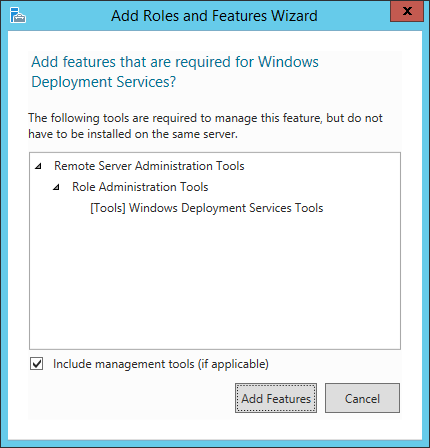 Add Roles and Features Wizard
Add features that are required for Windows
Deployment Services?
The following tools are required to manage this feature, but do not
have to be installed on the same server.
Remote Server Administration Tools
Role Administration Tools
[Tools] Windows Deployment Services Tools
Include management tools (if applicable)
Add Features
Cancel